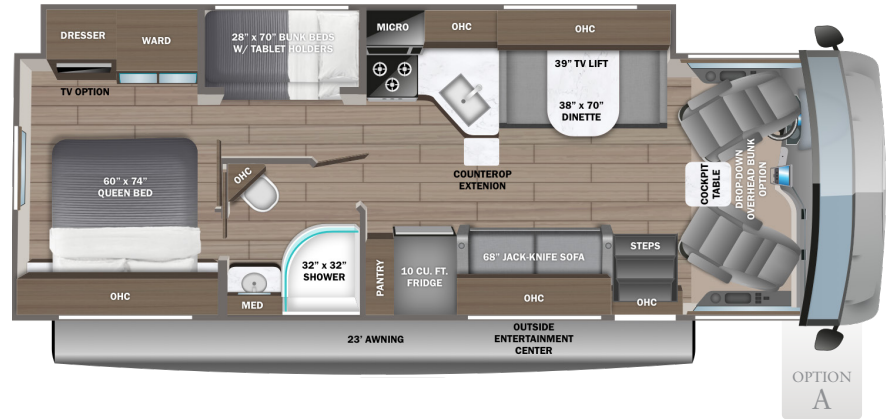 DRESSER
WARD
28" x 70" BUNK BEDS
W/ TABLET HOLDERS
MICRO
OHC
OHC
TV OPTION
39" TV LIFT
38" x 70"
DINETTE
60" x 74"
QUEEN BED
OHC
COUNTEROP
EXTENION
COCKPIT
TABLE
DROP-DOWN
OVERHEAD BUNK
OPTION
32" x 32"
SHOWER
PANTRY
10 CU. FT.
FRIDGE
68" JACK-KNIFE SOFA
STEPS
OHC
MED
OHC
OHC
23' AWNING
OUTSIDE
ENTERTAINMENT
CENTER
OPTION
A